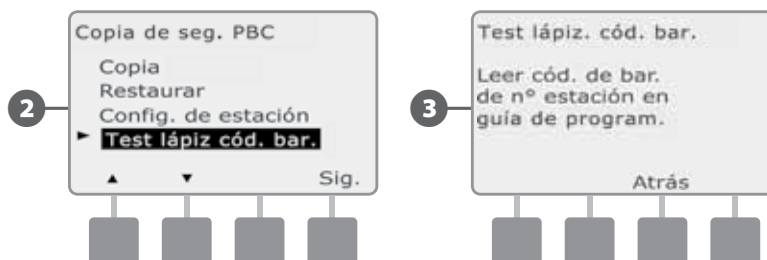 2
Copia de seg. PBC
Copia
Restaurar
Config. de estación
► Test lápiz cód. bar.
▲ ▼ Sig.
3
Test lápiz. cód. bar.
Leer cód. de bar.
de nº estación en
guía de program.
Atrás